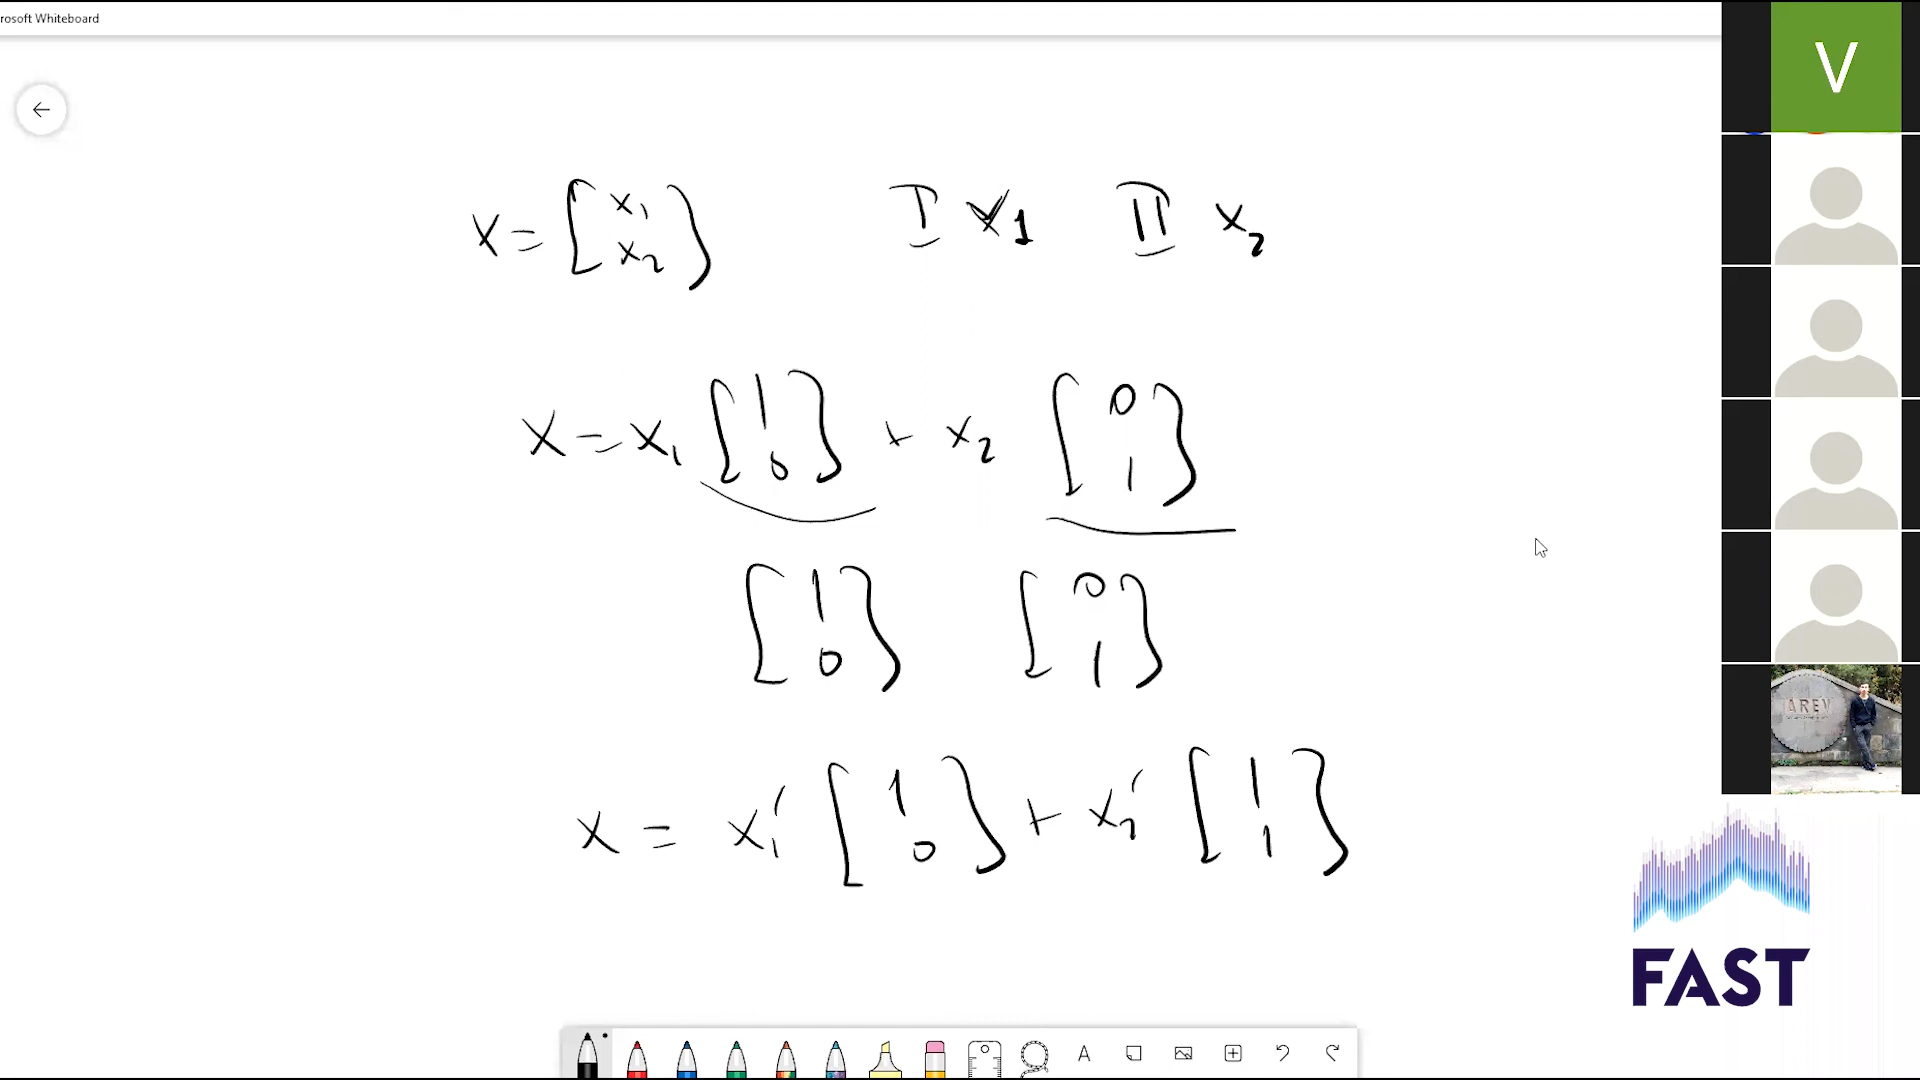 rosoft Whiteboard
V
x = [x₁ x₂] I x1 II x₂
x = x₁ [1 0] + x₂ [0 1]
[1 0] [0 1]
x = x₁' [1 0] + x₂' [1 1]
AREV
FAST
A